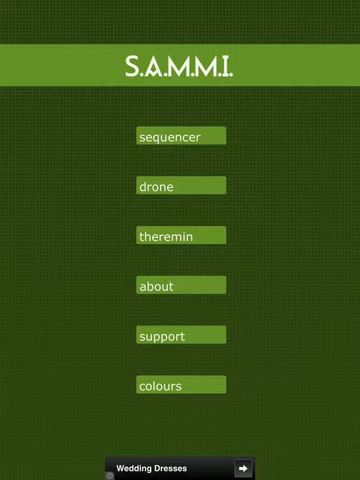 S.A.M.M.I.
sequencer
drone
theremin
about
support
colours
Wedding Dresses